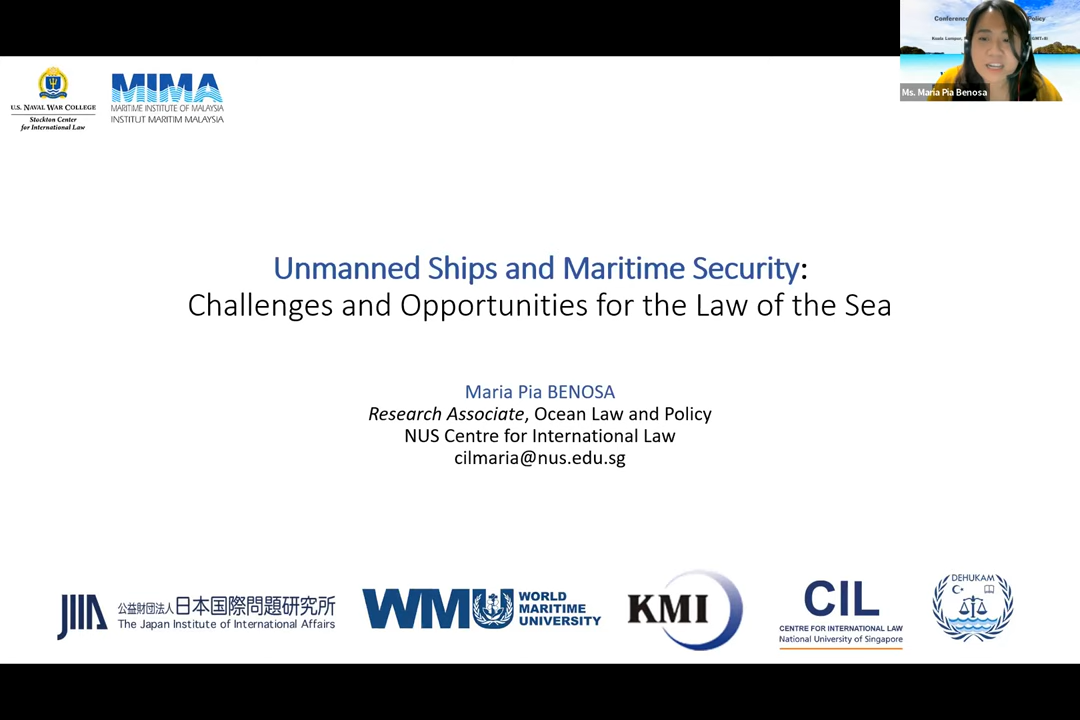 U.S. NAVAL WAR COLLEGE
Stockton Center
for International Law
MIMA
MARITIME INSTITUTE OF MALAYSIA
INSTITUT MARITIM MALAYSIA
Conference
Policy
Kuala Lumpur,
Ms. Maria Pia Benosa
Unmanned Ships and Maritime Security:
Challenges and Opportunities for the Law of the Sea
Maria Pia BENOSA
Research Associate, Ocean Law and Policy
NUS Centre for International Law
cilmaria@nus.edu.sg
JIIA
公益財団法人日本国際問題研究所
The Japan Institute of International Affairs
WMU
WORLD
MARITIME
UNIVERSITY
KMI
CIL
CENTRE FOR INTERNATIONAL LAW
National University of Singapore
DEHUKAM